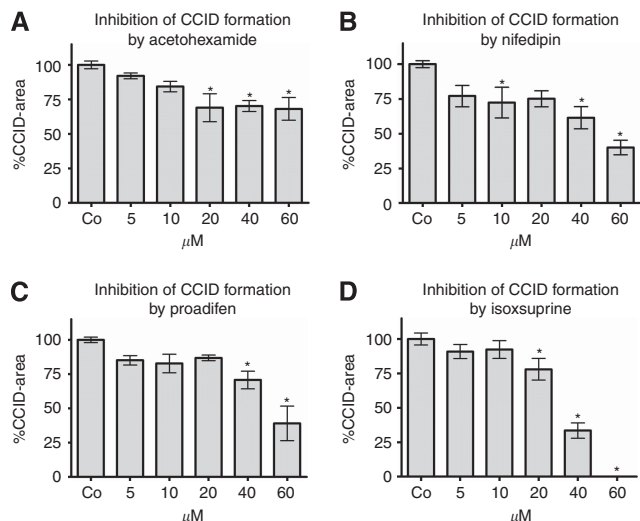 A
Inhibition of CCID formation
by acetohexamide
%CCID-area
100
75
50
25
0
Co 5 10 20 40 60
* * *
μM
B
Inhibition of CCID formation
by nifedipin
%CCID-area
100
75
50
25
0
Co 5 10 20 40 60
* * *
μM
C
Inhibition of CCID formation
by proadifen
%CCID-area
100
75
50
25
0
Co 5 10 20 40 60
* *
μM
D
Inhibition of CCID formation
by isoxsuprine
%CCID-area
100
75
50
25
0
Co 5 10 20 40 60
* * *
μM